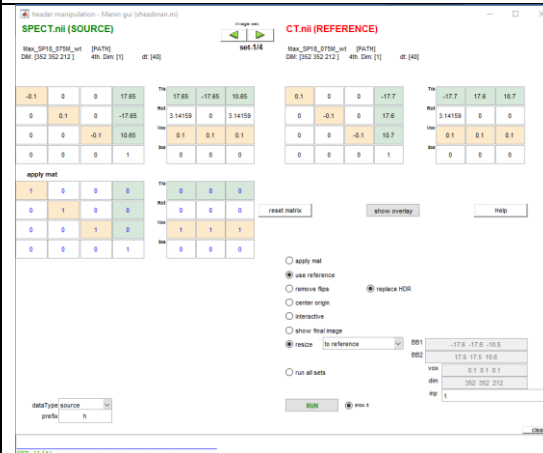 header manipulation - Menin gui (xheadman.m)
SPECT.nii (SOURCE)
CT.nii (REFERENCE)
set-1/4
Max_SP18_075M_wt [PATH]
DIM: [352 352 212 ] 4th. Dim: [1] dt: [40]
Max_SP18_075M_wt [PATH]
DIM: [352 352 212 ] 4th. Dim: [1] dt: [40]
-0.1 0 0 17.65 Tra 17.65 -17.65 10.65
0.1 0 0 -17.7 Tra -17.7 17.6 10.7
0 0.1 0 -17.65 Rot 3.14159 0 3.14159
0 -0.1 0 17.6 Rot 3.14159 0 0
0 0 -0.1 10.65 Vox 0.1 0.1 0.1
0 0 -0.1 10.7 Vox 0.1 0.1 0.1
0 0 0 1 0 0 0
0 0 0 1 0 0 0
apply mat
1 0 0 0 Tra 0 0 0
0 1 0 0 Rot 0 0 0
0 0 1 0 Vox 1 1 1
0 0 0 1 0 0 0
reset matrix
show overlay
Help
apply mat
use reference
remove flips
replace HDR
center origin
interactive
show final image
resize
to reference
BB1 -17.6 -17.6 -10.5
BB2 17.5 17.5 10.6
vox 0.1 0.1 0.1
run all sets
dim 352 352 212
inp 1
dataType source
prefix h
RUN
clear